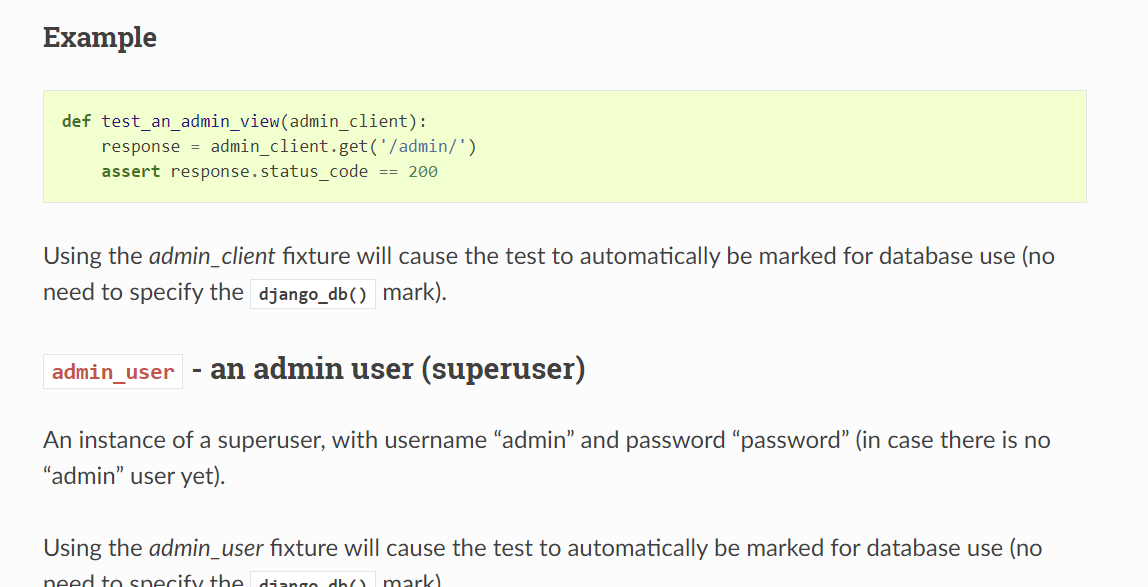 Example
def test_an_admin_view(admin_client):
    response = admin_client.get('/admin/')
    assert response.status_code == 200
Using the admin_client fixture will cause the test to automatically be marked for database use (no
need to specify the django_db() mark).
admin_user - an admin user (superuser)
An instance of a superuser, with username “admin” and password “password” (in case there is no
“admin” user yet).
Using the admin_user fixture will cause the test to automatically be marked for database use (no
need to specify the django_db() mark)